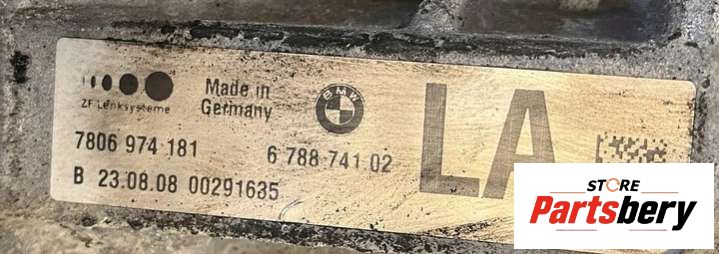 ZF Lenksysteme
Made in
Germany
BMW
LA
7806 974 181
6 788 741 02
B 23.08.08 00291635
STORE
Partsbery